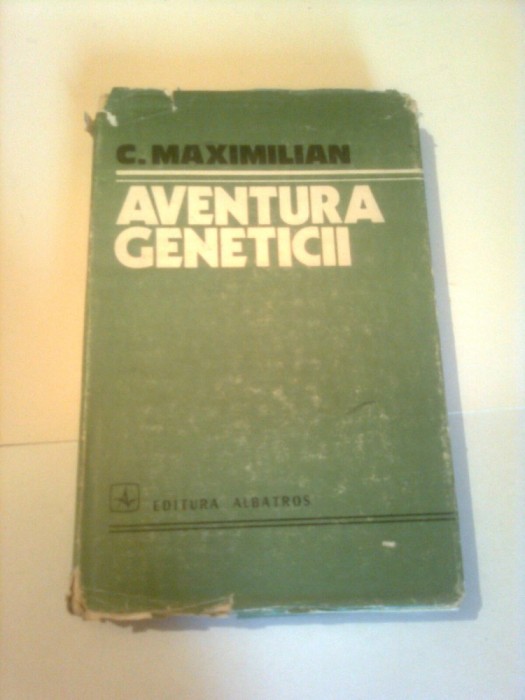 C. MAXIMILIAN
AVENTURA
GENETICII
EDITURA ALBATROS